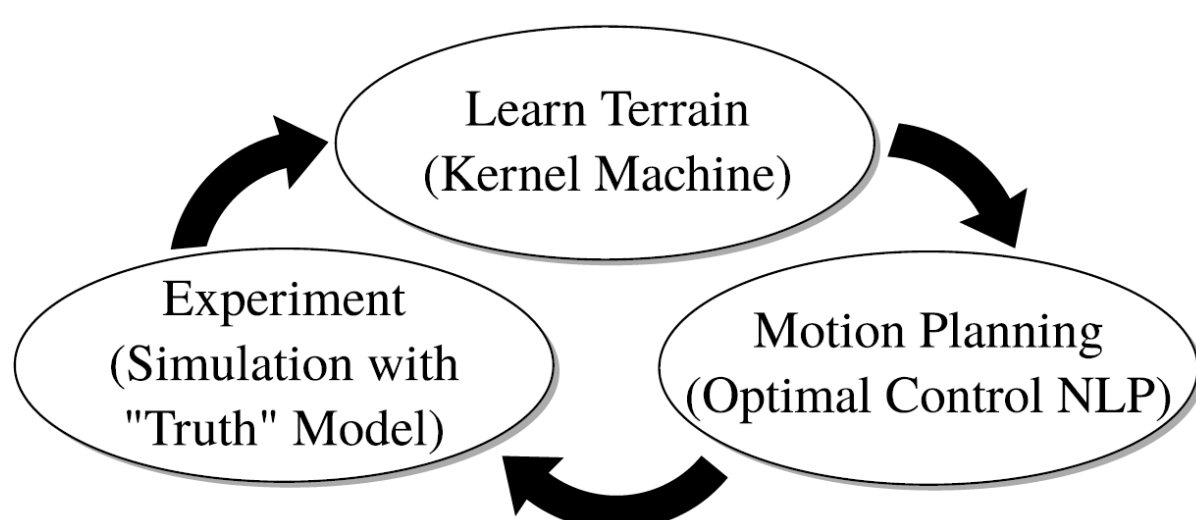 Learn Terrain
(Kernel Machine)
Experiment
(Simulation with
"Truth" Model)
Motion Planning
(Optimal Control NLP)